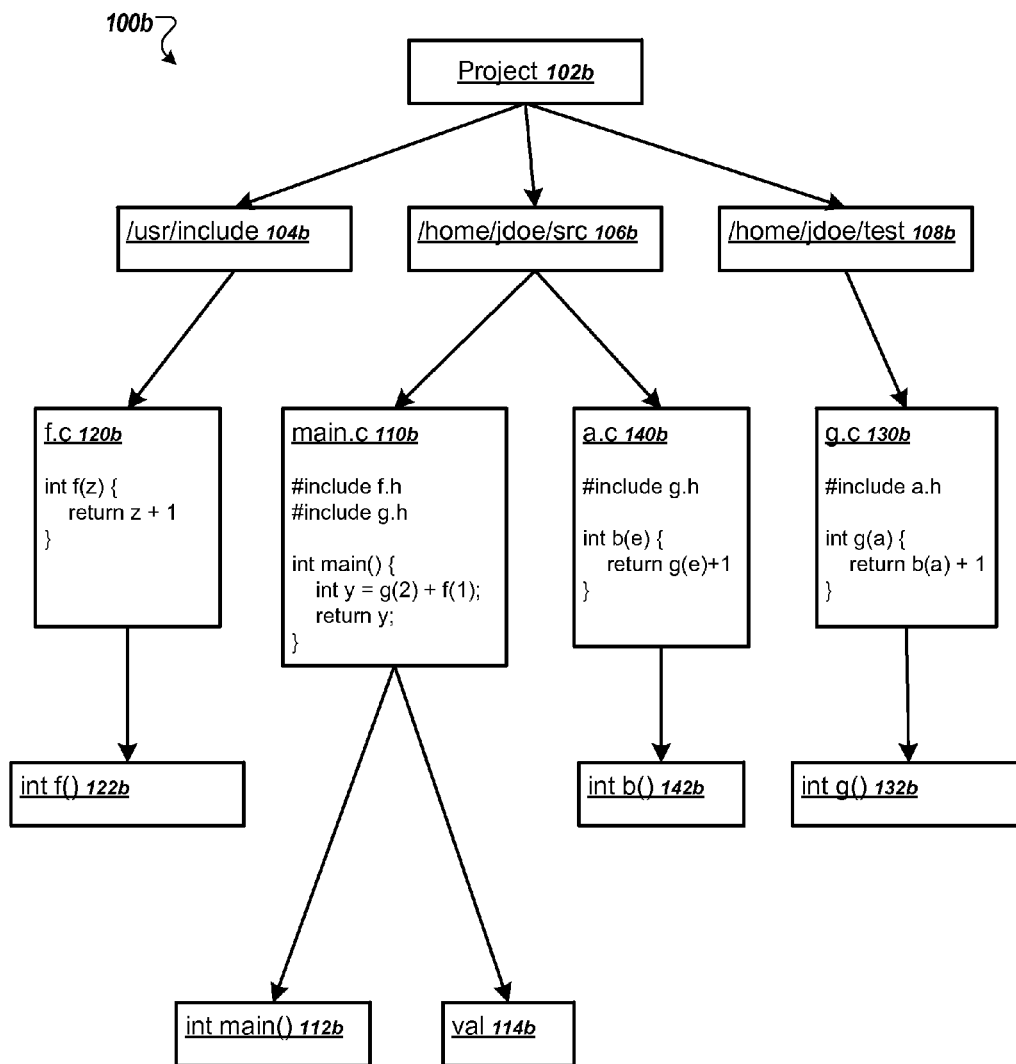 100b
Project 102b
/usr/include 104b
/home/jdoe/src 106b
/home/jdoe/test 108b
f.c 120b
int f(z) {
return z + 1
}
main.c 110b
#include f.h
#include g.h
int main() {
int y = g(2) + f(1);
return y;
}
a.c 140b
#include g.h
int b(e) {
return g(e)+1
}
g.c 130b
#include a.h
int g(a) {
return b(a) + 1
}
int f() 122b
int b() 142b
int g() 132b
int main() 112b
val 114b